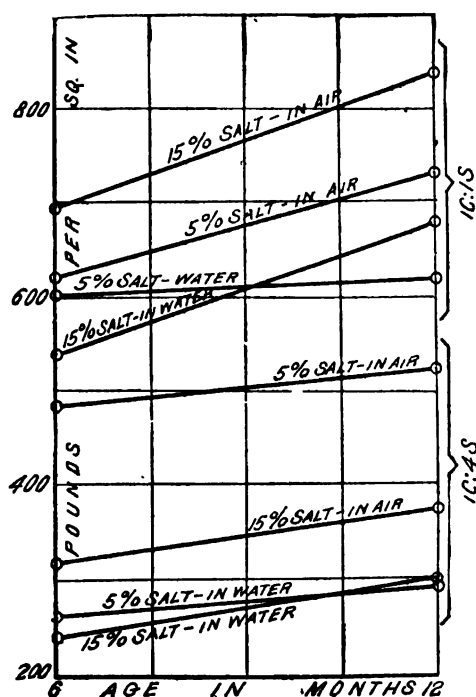 SQ. IN
800
15% SALT-IN AIR
PER
5% SALT-IN AIR
5% SALT-WATER
600
15% SALT-IN WATER
1C:1S
5% SALT-IN AIR
POUNDS
400
15% SALT-IN AIR
1C:4S
5% SALT-IN WATER
15% SALT-IN WATER
200
6 AGE IN MONTHS 12